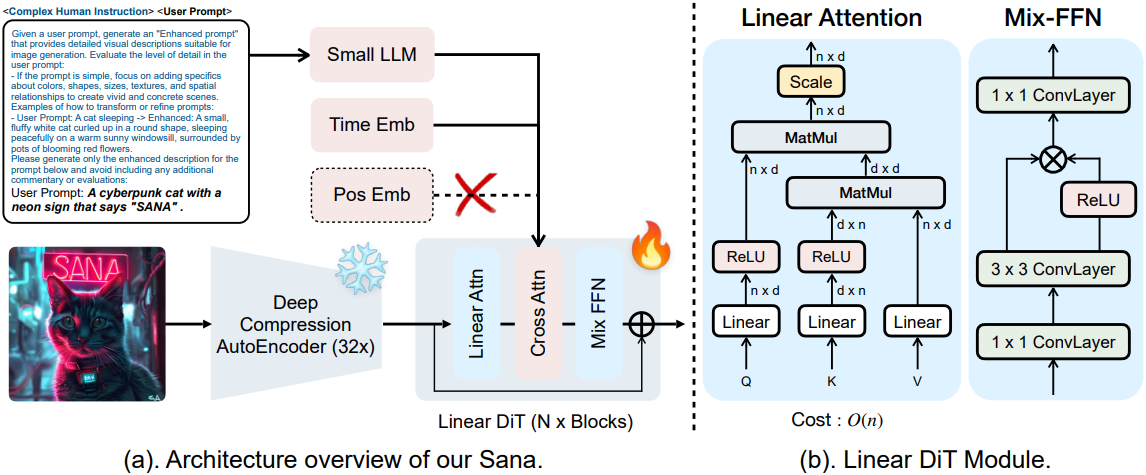 <Complex Human Instruction> <User Prompt>
Given a user prompt, generate an "Enhanced prompt"
that provides detailed visual descriptions suitable for
image generation. Evaluate the level of detail in the
user prompt:
- If the prompt is simple, focus on adding specifics
about colors, shapes, sizes, textures, and spatial
relationships to create vivid and concrete scenes.
Examples of how to transform or refine prompts:
- User Prompt: A cat sleeping -> Enhanced: A small,
fluffy white cat curled up in a round shape, sleeping
peacefully on a warm sunny windowsill, surrounded by
pots of blooming red flowers.
Please generate only the enhanced description for the
prompt below and avoid including any additional
commentary or evaluations:
User Prompt: A cyberpunk cat with a
neon sign that says "SANA" .
Small LLM
Time Emb
Pos Emb
SANA
Deep
Compression
AutoEncoder (32x)
Linear Attn
Cross Attn
Mix FFN
Linear DiT (N x Blocks)
(a). Architecture overview of our Sana.
Linear Attention
n x d
Scale
n x d
MatMul
n x d
d x d
MatMul
d x n
n x d
ReLU
ReLU
n x d
d x n
Linear
Linear
Linear
Q
K
V
Cost : O(n)
Mix-FFN
1 x 1 ConvLayer
ReLU
3 x 3 ConvLayer
1 x 1 ConvLayer
(b). Linear DiT Module.